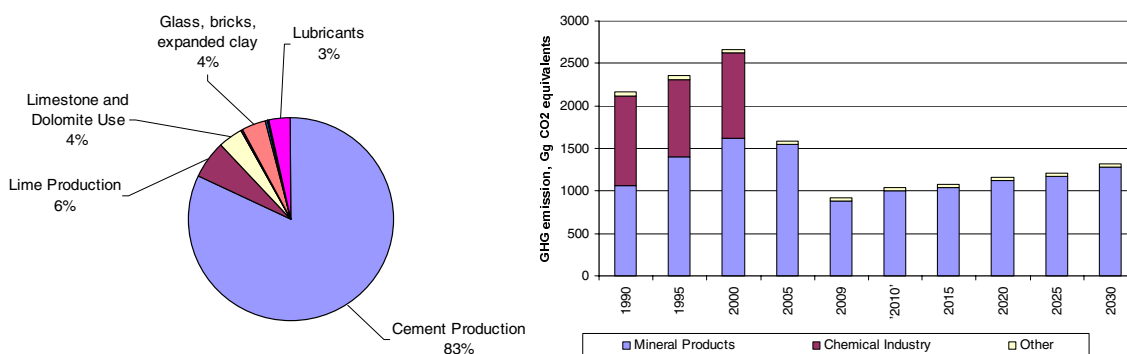 Glass, bricks,
expanded clay
4%
Lubricants
3%
Limestone and
Dolomite Use
4%
Lime Production
6%
Cement Production
83%
GHG emission, Gg CO2 equivalents
3000
2500
2000
1500
1000
500
0
1990
1995
2000
2005
2009
'2010'
2015
2020
2025
2030
Mineral Products
Chemical Industry
Other